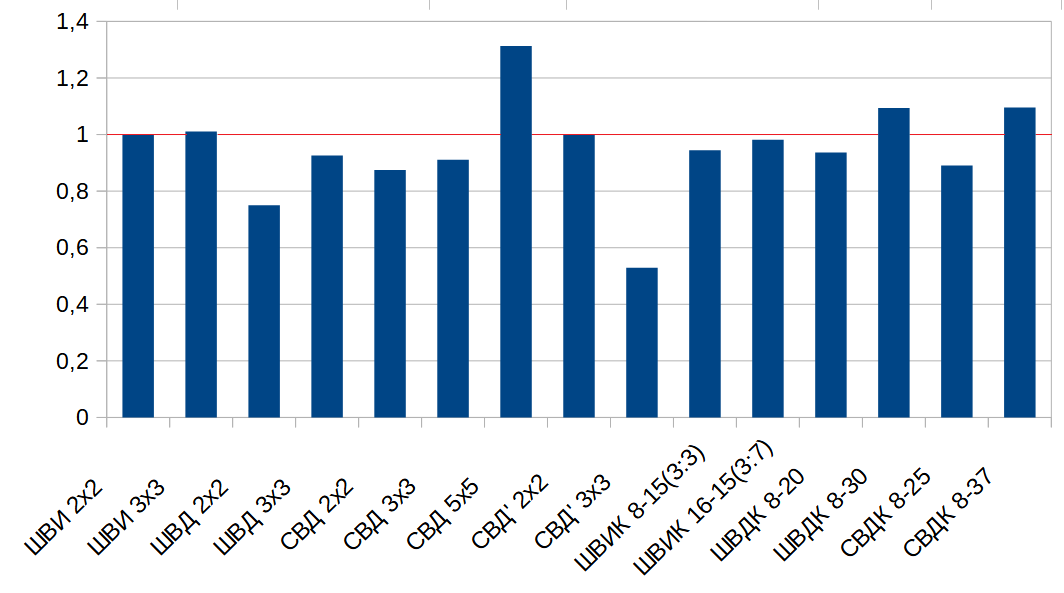 1,4
1,2
1
0,8
0,6
0,4
0,2
0
ШВИ 2x2
ШВИ 3x3
ШВД 2x2
ШВД 3x3
СВД 2x2
СВД 3x3
СВД 5x5
СВД' 2x2
СВД' 3x3
ШВИК 8-15(3:3)
ШВИК 16-15(3:7)
ШВДК 8-20
ШВДК 8-30
СВДК 8-25
СВДК 8-37